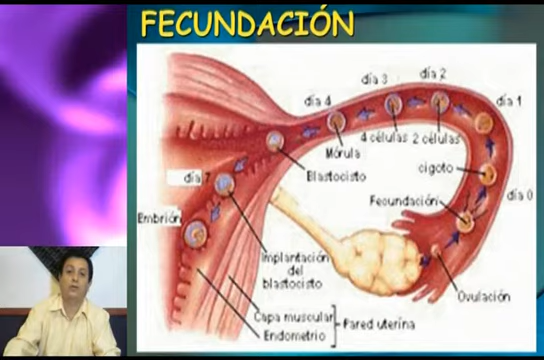 FECUNDACIÓN
día 2
día 3
día 4
día 1
4 células
2 células
Mórula
cigoto
Blastocisto
día 7
día 0
Fecundación
Embrión
Implantación
del
blastocisto
Ovulación
Capa muscular
Pared uterina
Endometrio